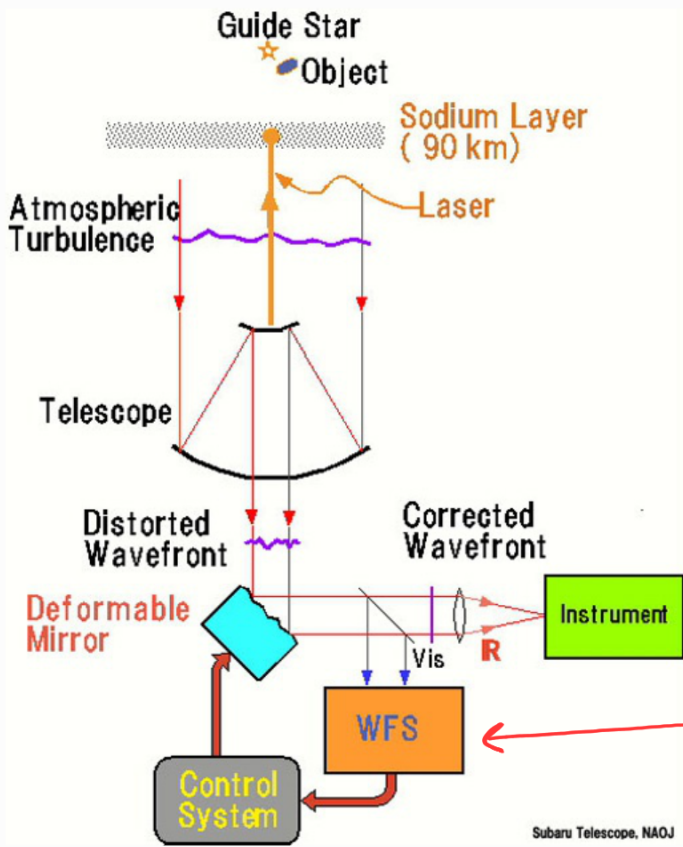 Guide Star
Object
Sodium Layer
( 90 km)
Laser
Atmospheric
Turbulence
Telescope
Distorted
Wavefront
Corrected
Wavefront
Deformable
Mirror
Instrument
Vis
IR
WFS
Control
System
Subaru Telescope, NAOJ